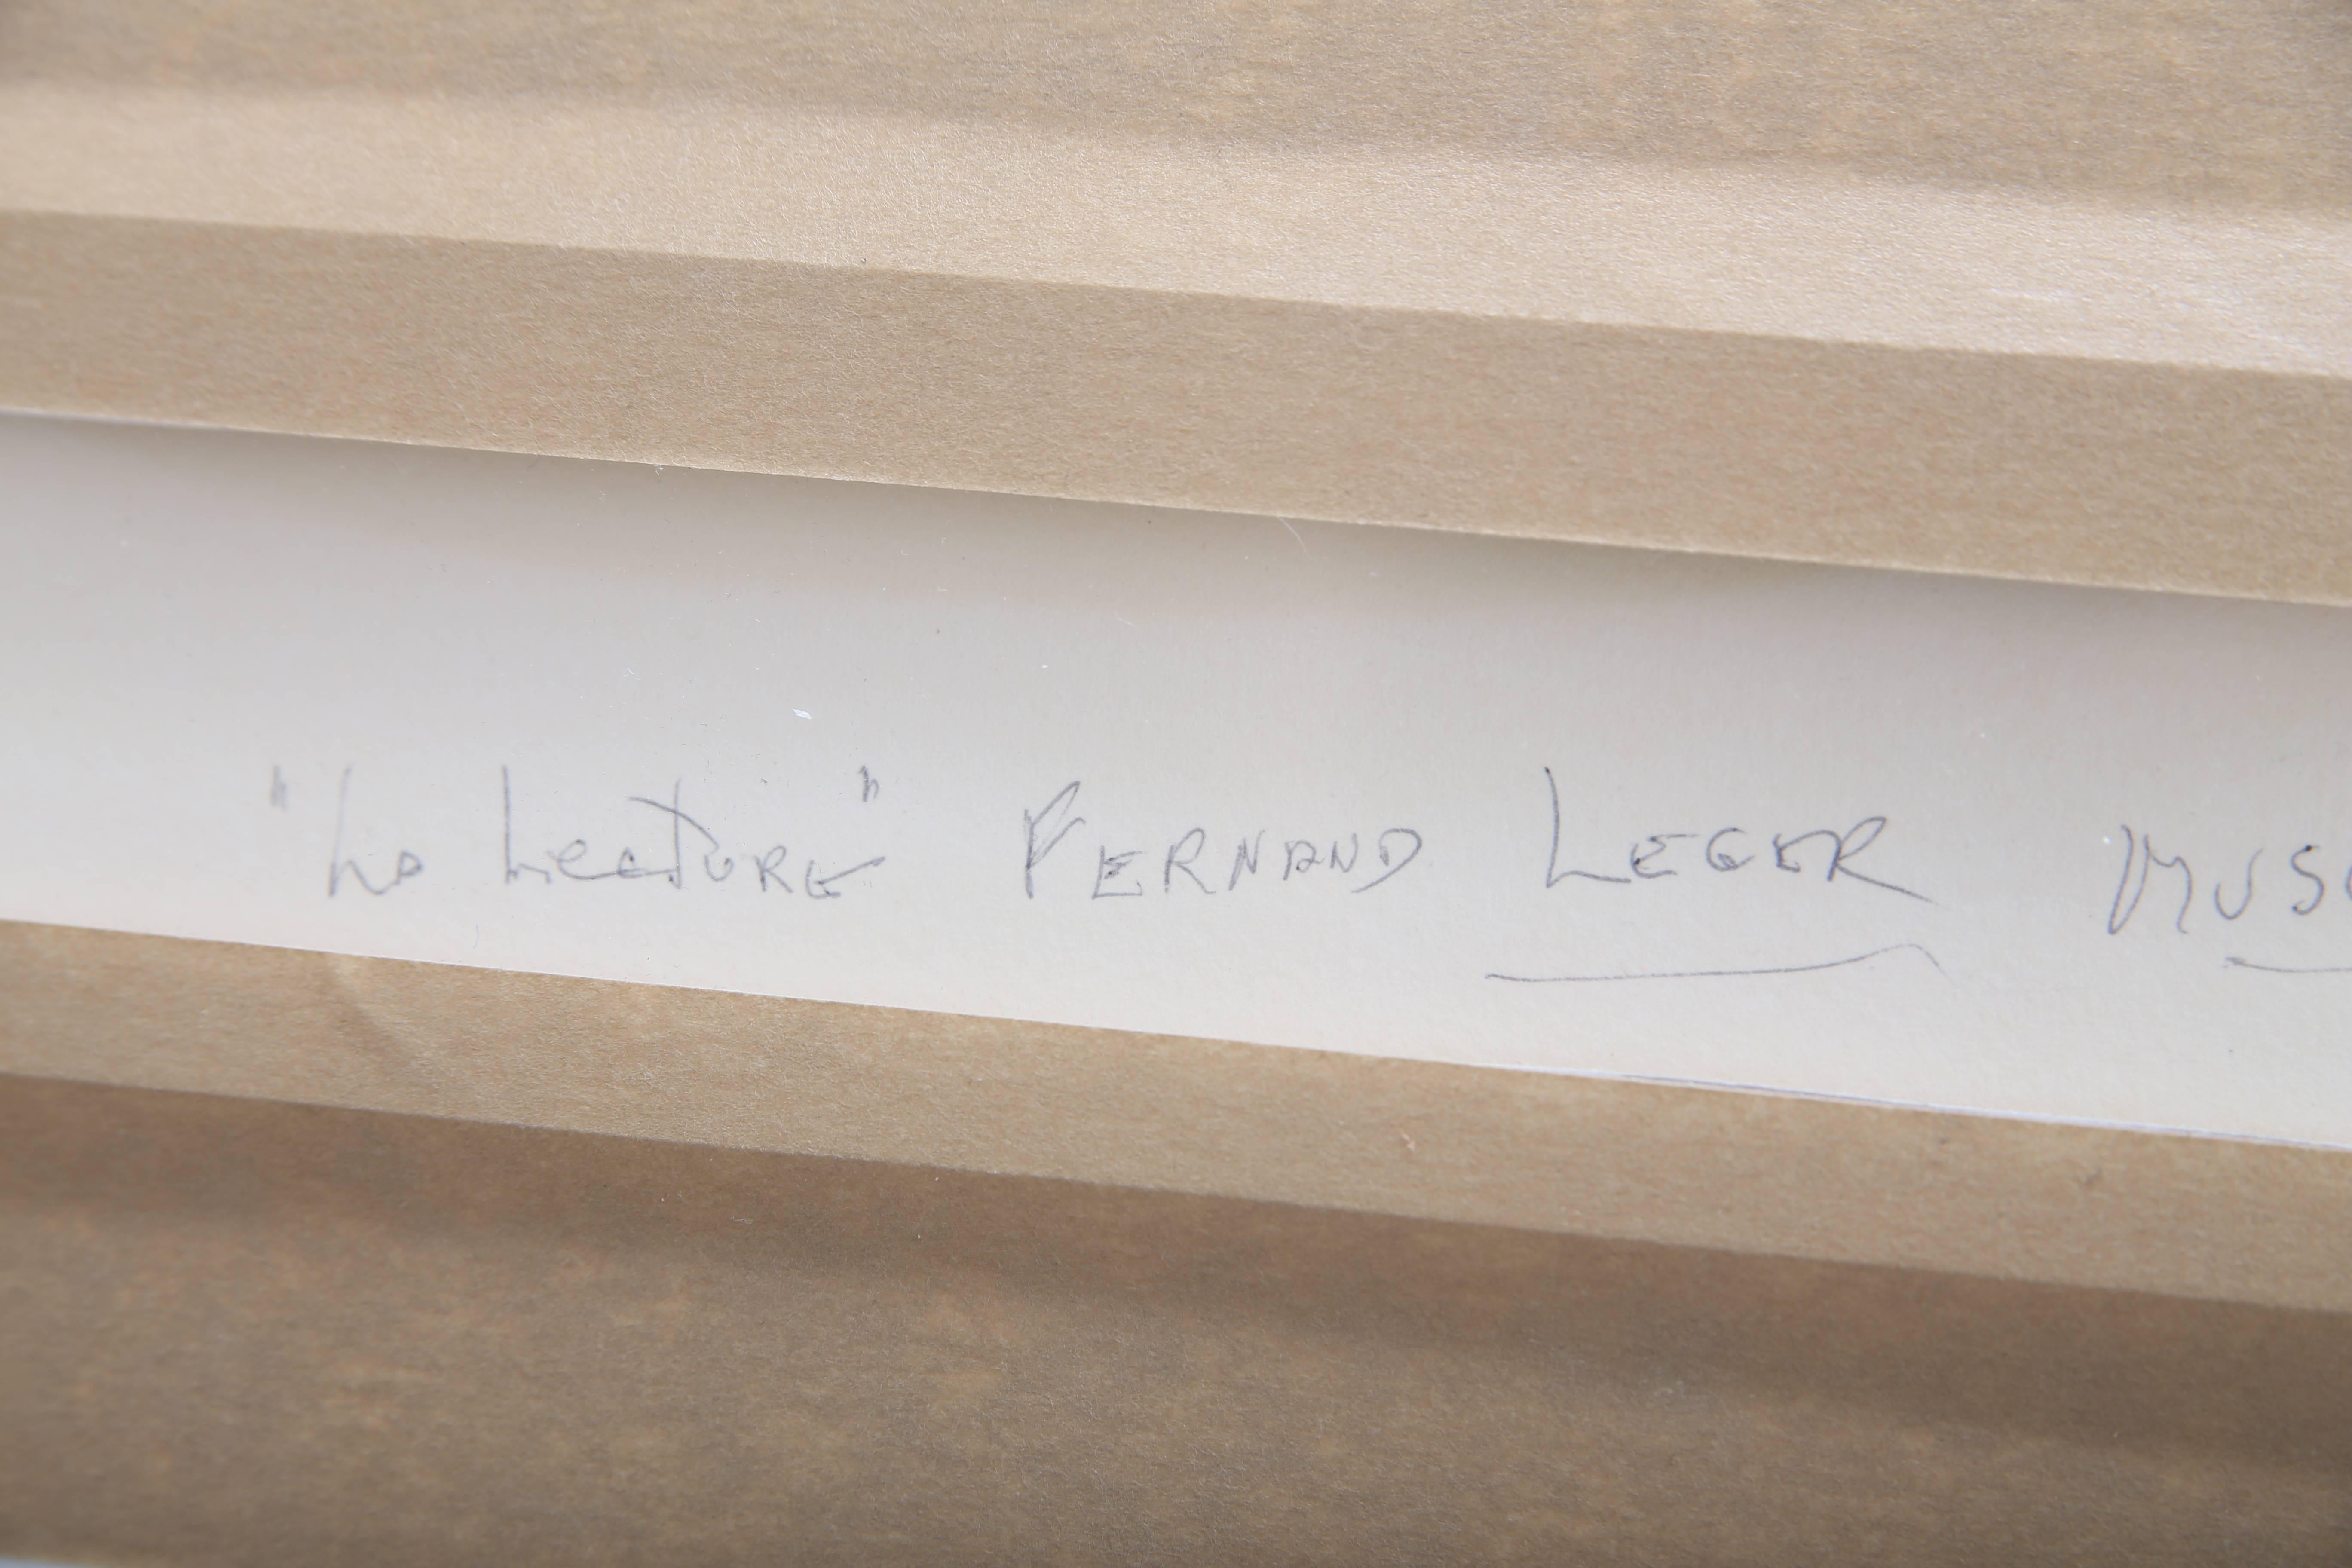 "La Lecture" FERNAND LEGER